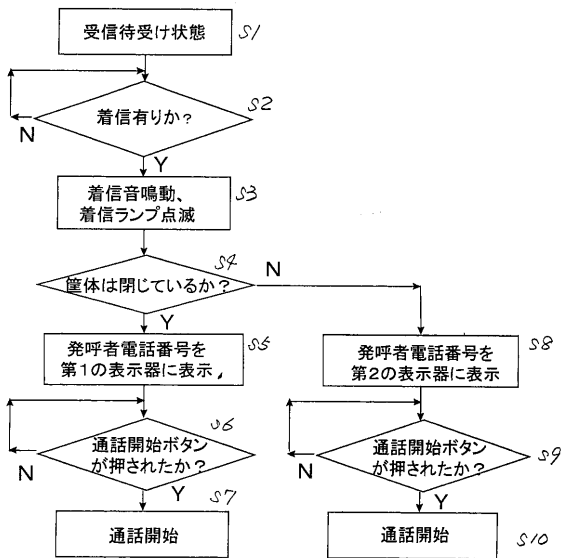 受信待受け状態 S1
着信有りか? S2
N
Y
着信音鳴動、 S3
着信ランプ点滅
筐体は閉じているか? S4
N
Y
発呼者電話番号を S5
第1の表示器に表示
発呼者電話番号を S8
第2の表示器に表示
通話開始ボタン S6
が押されたか?
N
Y
通話開始ボタン S9
が押されたか?
N
Y
通話開始 S7
通話開始 S10